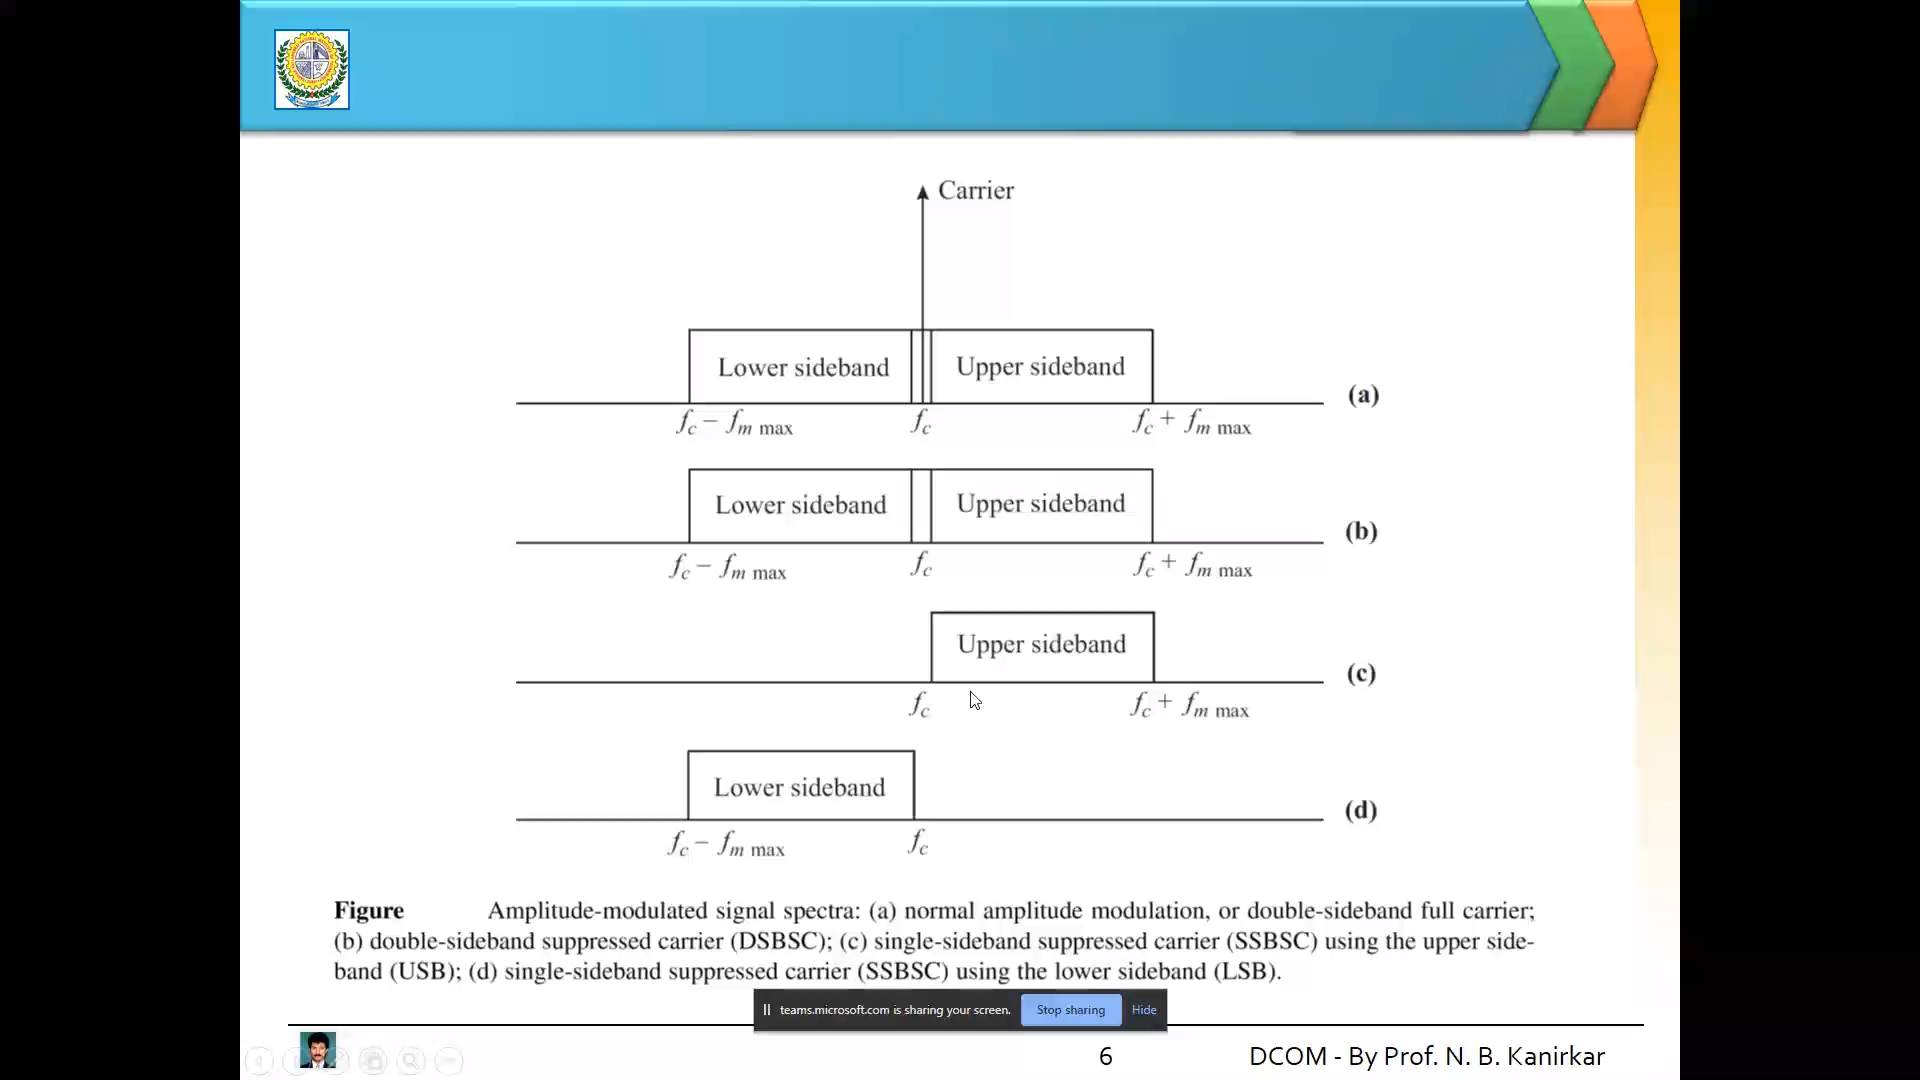 Carrier
Lower sideband Upper sideband
(a)
fc − fm max fc fc + fm max
Lower sideband Upper sideband
(b)
fc − fm max fc fc + fm max
Upper sideband
(c)
fc fc + fm max
Lower sideband
(d)
fc − fm max fc
Figure Amplitude-modulated signal spectra: (a) normal amplitude modulation, or double-sideband full carrier;
(b) double-sideband suppressed carrier (DSBSC); (c) single-sideband suppressed carrier (SSBSC) using the upper side-
band (USB); (d) single-sideband suppressed carrier (SSBSC) using the lower sideband (LSB).
teams.microsoft.com is sharing your screen. Stop sharing Hide
6 DCOM - By Prof. N. B. Kanirkar